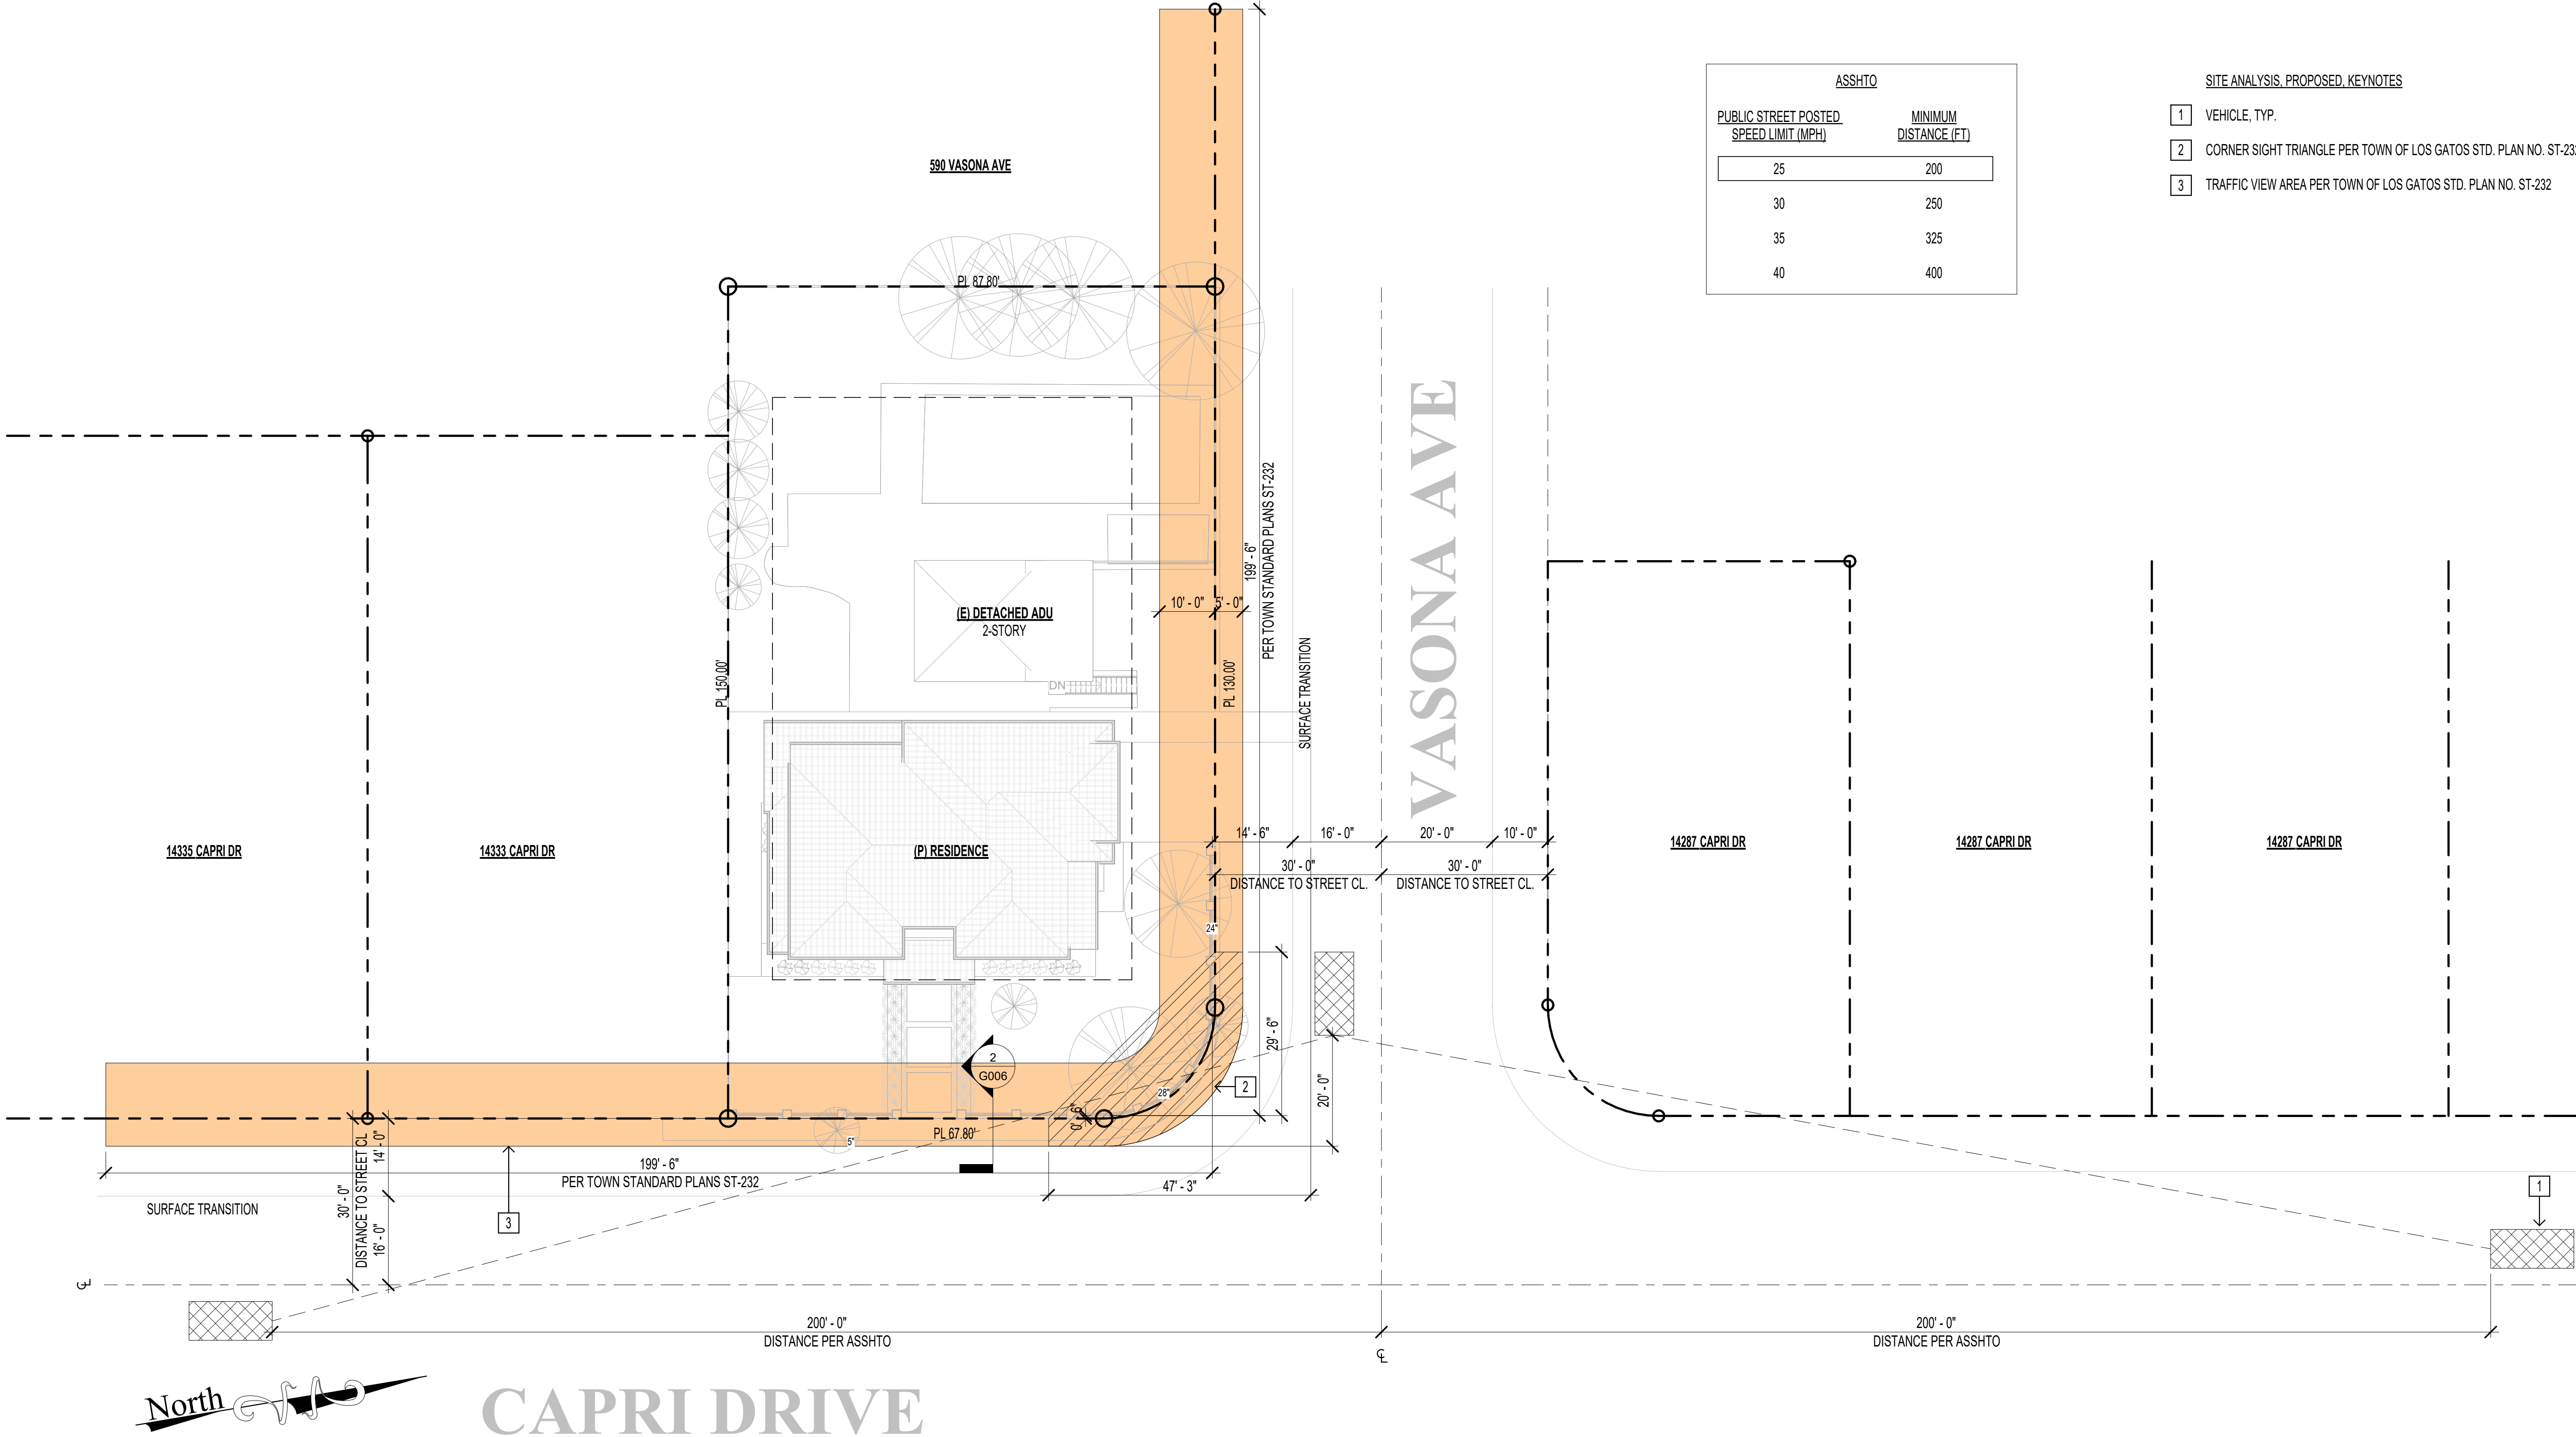 ASSHTO
PUBLIC STREET POSTED SPEED LIMIT (MPH)
MINIMUM DISTANCE (FT)
25 200
30 250
35 325
40 400
SITE ANALYSIS, PROPOSED, KEYNOTES
1 VEHICLE, TYP.
2 CORNER SIGHT TRIANGLE PER TOWN OF LOS GATOS STD. PLAN NO.
3 TRAFFIC VIEW AREA PER TOWN OF LOS GATOS STD. PLAN NO. ST-232
590 VASONA AVE
PL 87.80'
199' - 6"
PER TOWN STANDARD PLANS ST-232
VASONA AVE
(E) DETACHED ADU
2-STORY
10' - 0"
5' - 0"
PL 150.00'
PL 130.00'
SURFACE TRANSITION
DN
14335 CAPRI DR
14333 CAPRI DR
(P) RESIDENCE
14' - 6"
16' - 0"
20' - 0"
10' - 0"
30' - 0"
DISTANCE TO STREET CL.
30' - 0"
DISTANCE TO STREET CL.
14287 CAPRI DR
14287 CAPRI DR
14287 CAPRI DR
24"
29' - 6"
20' - 0"
2
G006
2
28"
0' - 6"
PL 67.80'
5"
14' - 0"
16' - 0"
30' - 0"
DISTANCE TO STREET CL
199' - 6"
PER TOWN STANDARD PLANS ST-232
47' - 3"
SURFACE TRANSITION
3
1
CL
200' - 0"
DISTANCE PER ASSHTO
200' - 0"
DISTANCE PER ASSHTO
CL
North
CAPRI DRIVE